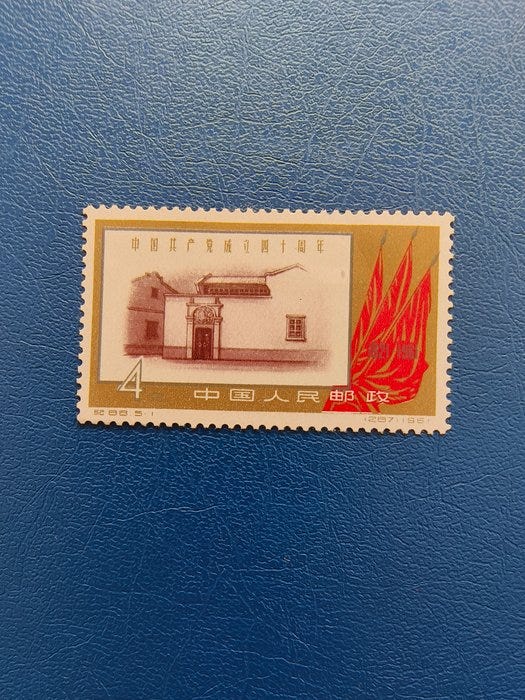 中国共产党成立四十周年
4 中国人民邮政
纪88.5-1 (287) 1961